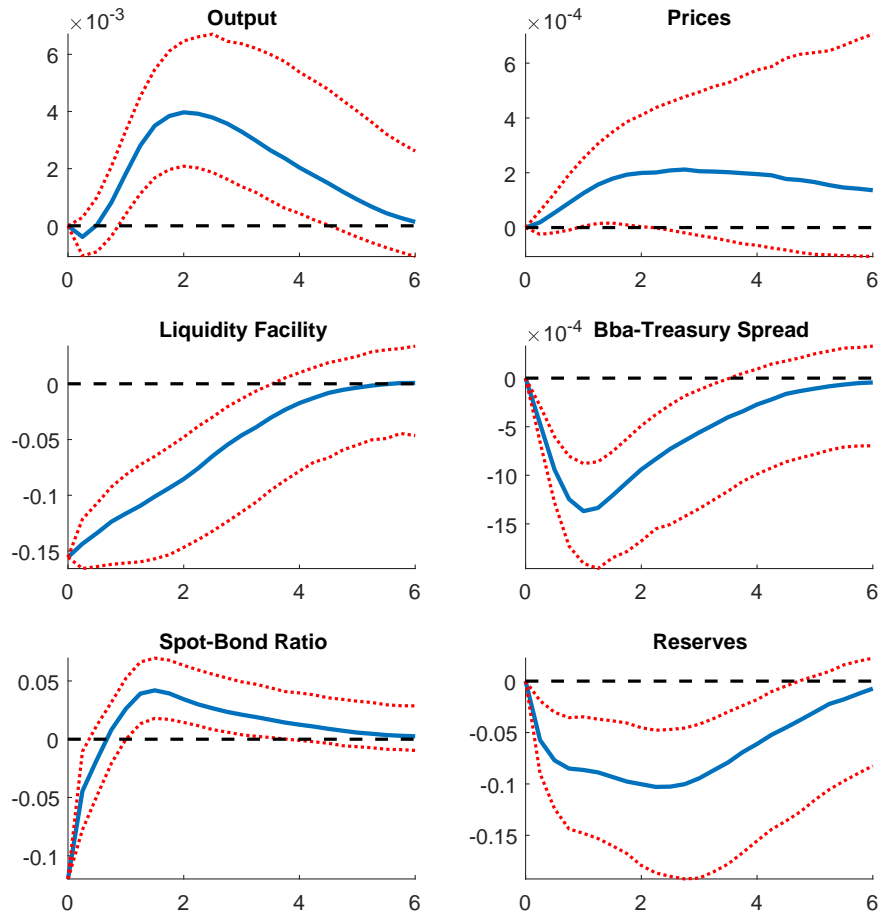 Output
×10⁻³
6
4
2
0
0 2 4 6
Prices
×10⁻⁴
6
4
2
0
0 2 4 6
Liquidity Facility
0
-0.05
-0.1
-0.15
0 2 4 6
Bba-Treasury Spread
×10⁻⁴
0
-5
-10
-15
0 2 4 6
Spot-Bond Ratio
0.05
0
-0.05
-0.1
0 2 4 6
Reserves
0
-0.05
-0.1
-0.15
0 2 4 6